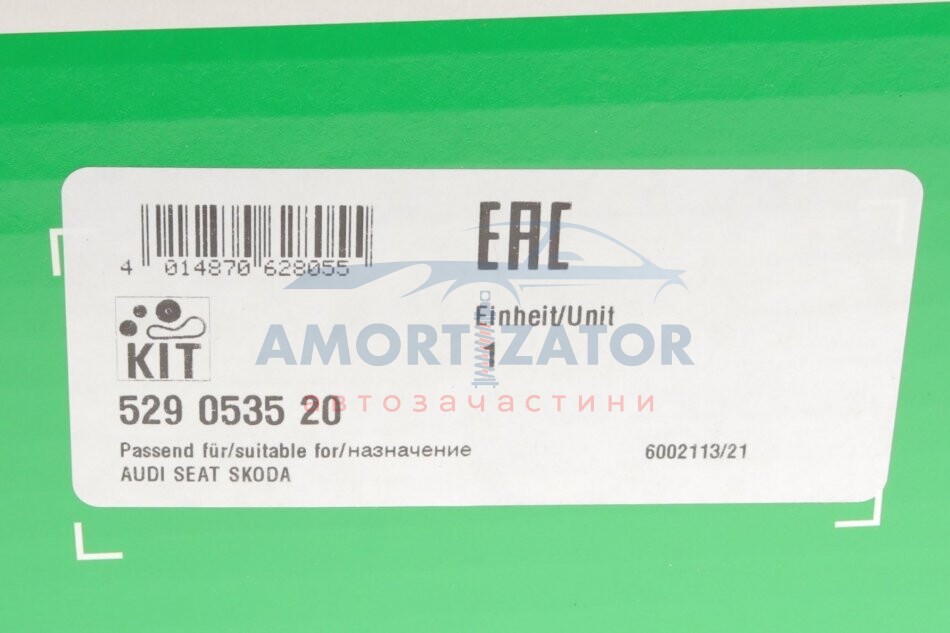 EAC
4 014870 628055
Einheit/Unit
1
KIT
AMORTIZATOR
автозачастини
529 0535 20
Passend für/suitable for/назначение
AUDI SEAT SKODA
6002113/21